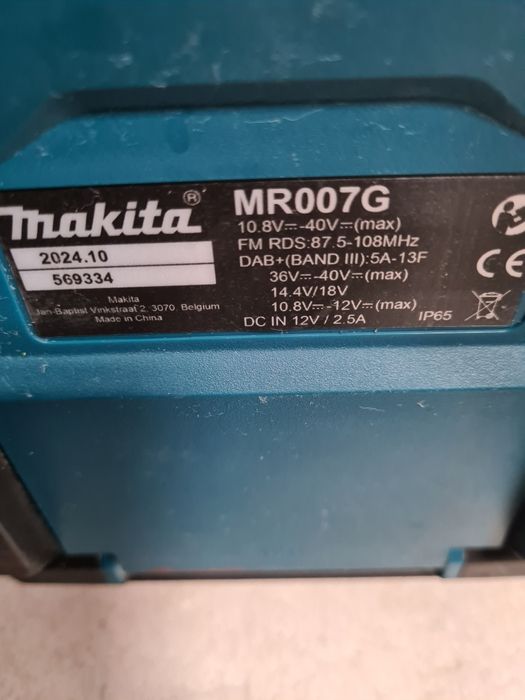 makita®
2024.10
569334
Makita
Jan-Baptist Vinkstraat 2, 3070, Belgium
Made in China
MR007G
10.8V⎓-40V⎓(max)
FM RDS:87.5-108MHz
DAB+(BAND III):5A-13F
36V⎓-40V⎓(max)
14.4V/18V
10.8V⎓-12V⎓(max)
DC IN 12V / 2.5A
IP65
CE